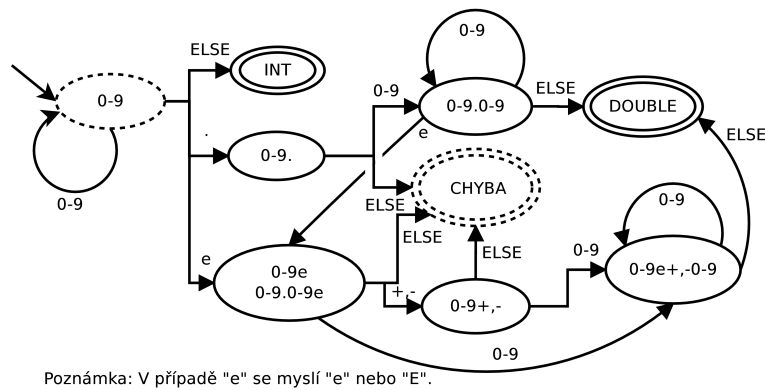 0-9
ELSE
INT
0-9
0-9
.
0-9.
0-9
0-9.0-9
ELSE
DOUBLE
e
CHYBA
ELSE
ELSE
ELSE
e
0-9e
0-9.0-9e
+,-
0-9+,-
ELSE
0-9
0-9
0-9e+,-0-9
0-9
Poznámka: V případě "e" se myslí "e" nebo "E".